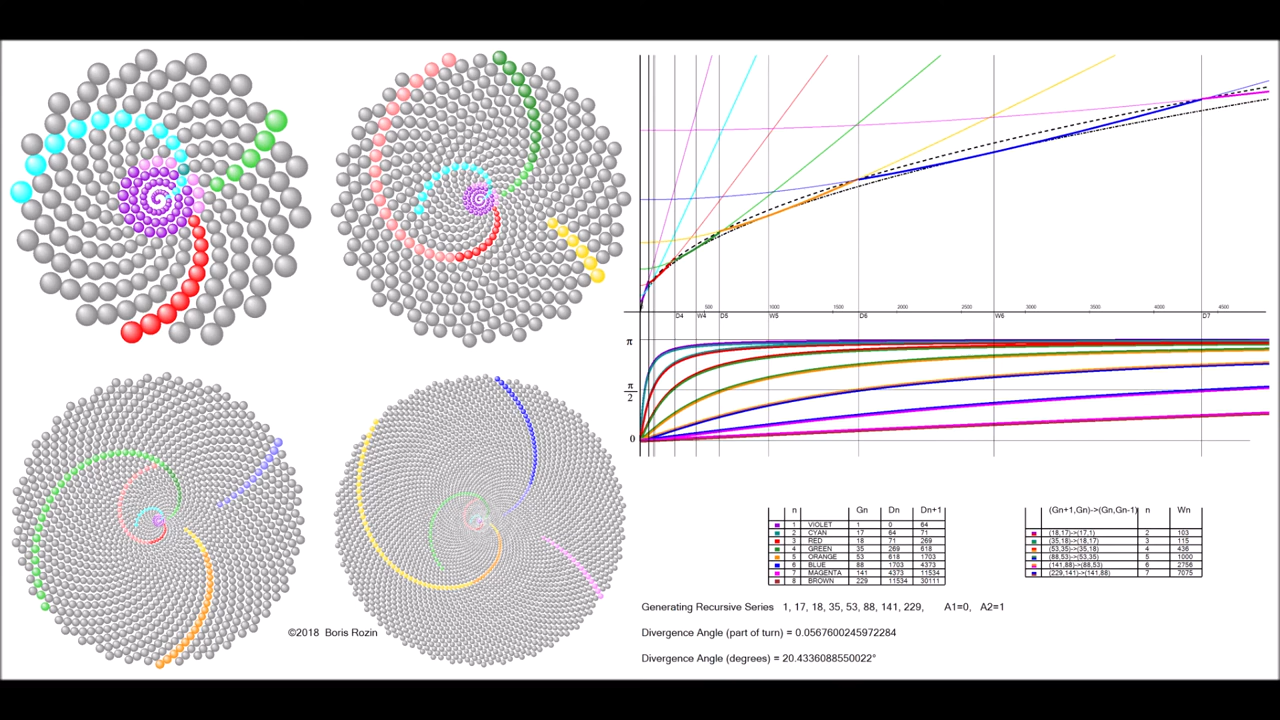 500 1000 1500 2000 2500 3000 3500 4000 4500
D4 W4 D5 W5 D6 W6 D7
π
π
2
0
n Gn Dn Dn+1
1 VIOLET 1 0 64
2 CYAN 17 64 71
3 RED 18 71 269
4 GREEN 35 269 618
5 ORANGE 53 618 1703
6 BLUE 88 1703 4373
7 MAGENTA 141 4373 11534
8 BROWN 229 11534 30111
(Gn+1,Gn)->(Gn,Gn-1) n Wn
(18,17)->(17,1) 2 103
(35,18)->(18,17) 3 115
(53,35)->(35,18) 4 436
(88,53)->(53,35) 5 1000
(141,88)->(88,53) 6 2756
(229,141)->(141,88) 7 7075
Generating Recursive Series 1, 17, 18, 35, 53, 88, 141, 229, A1=0, A2=1
©2018 Boris Rozin
Divergence Angle (part of turn) = 0.0567600245972284
Divergence Angle (degrees) = 20.4336088550022°